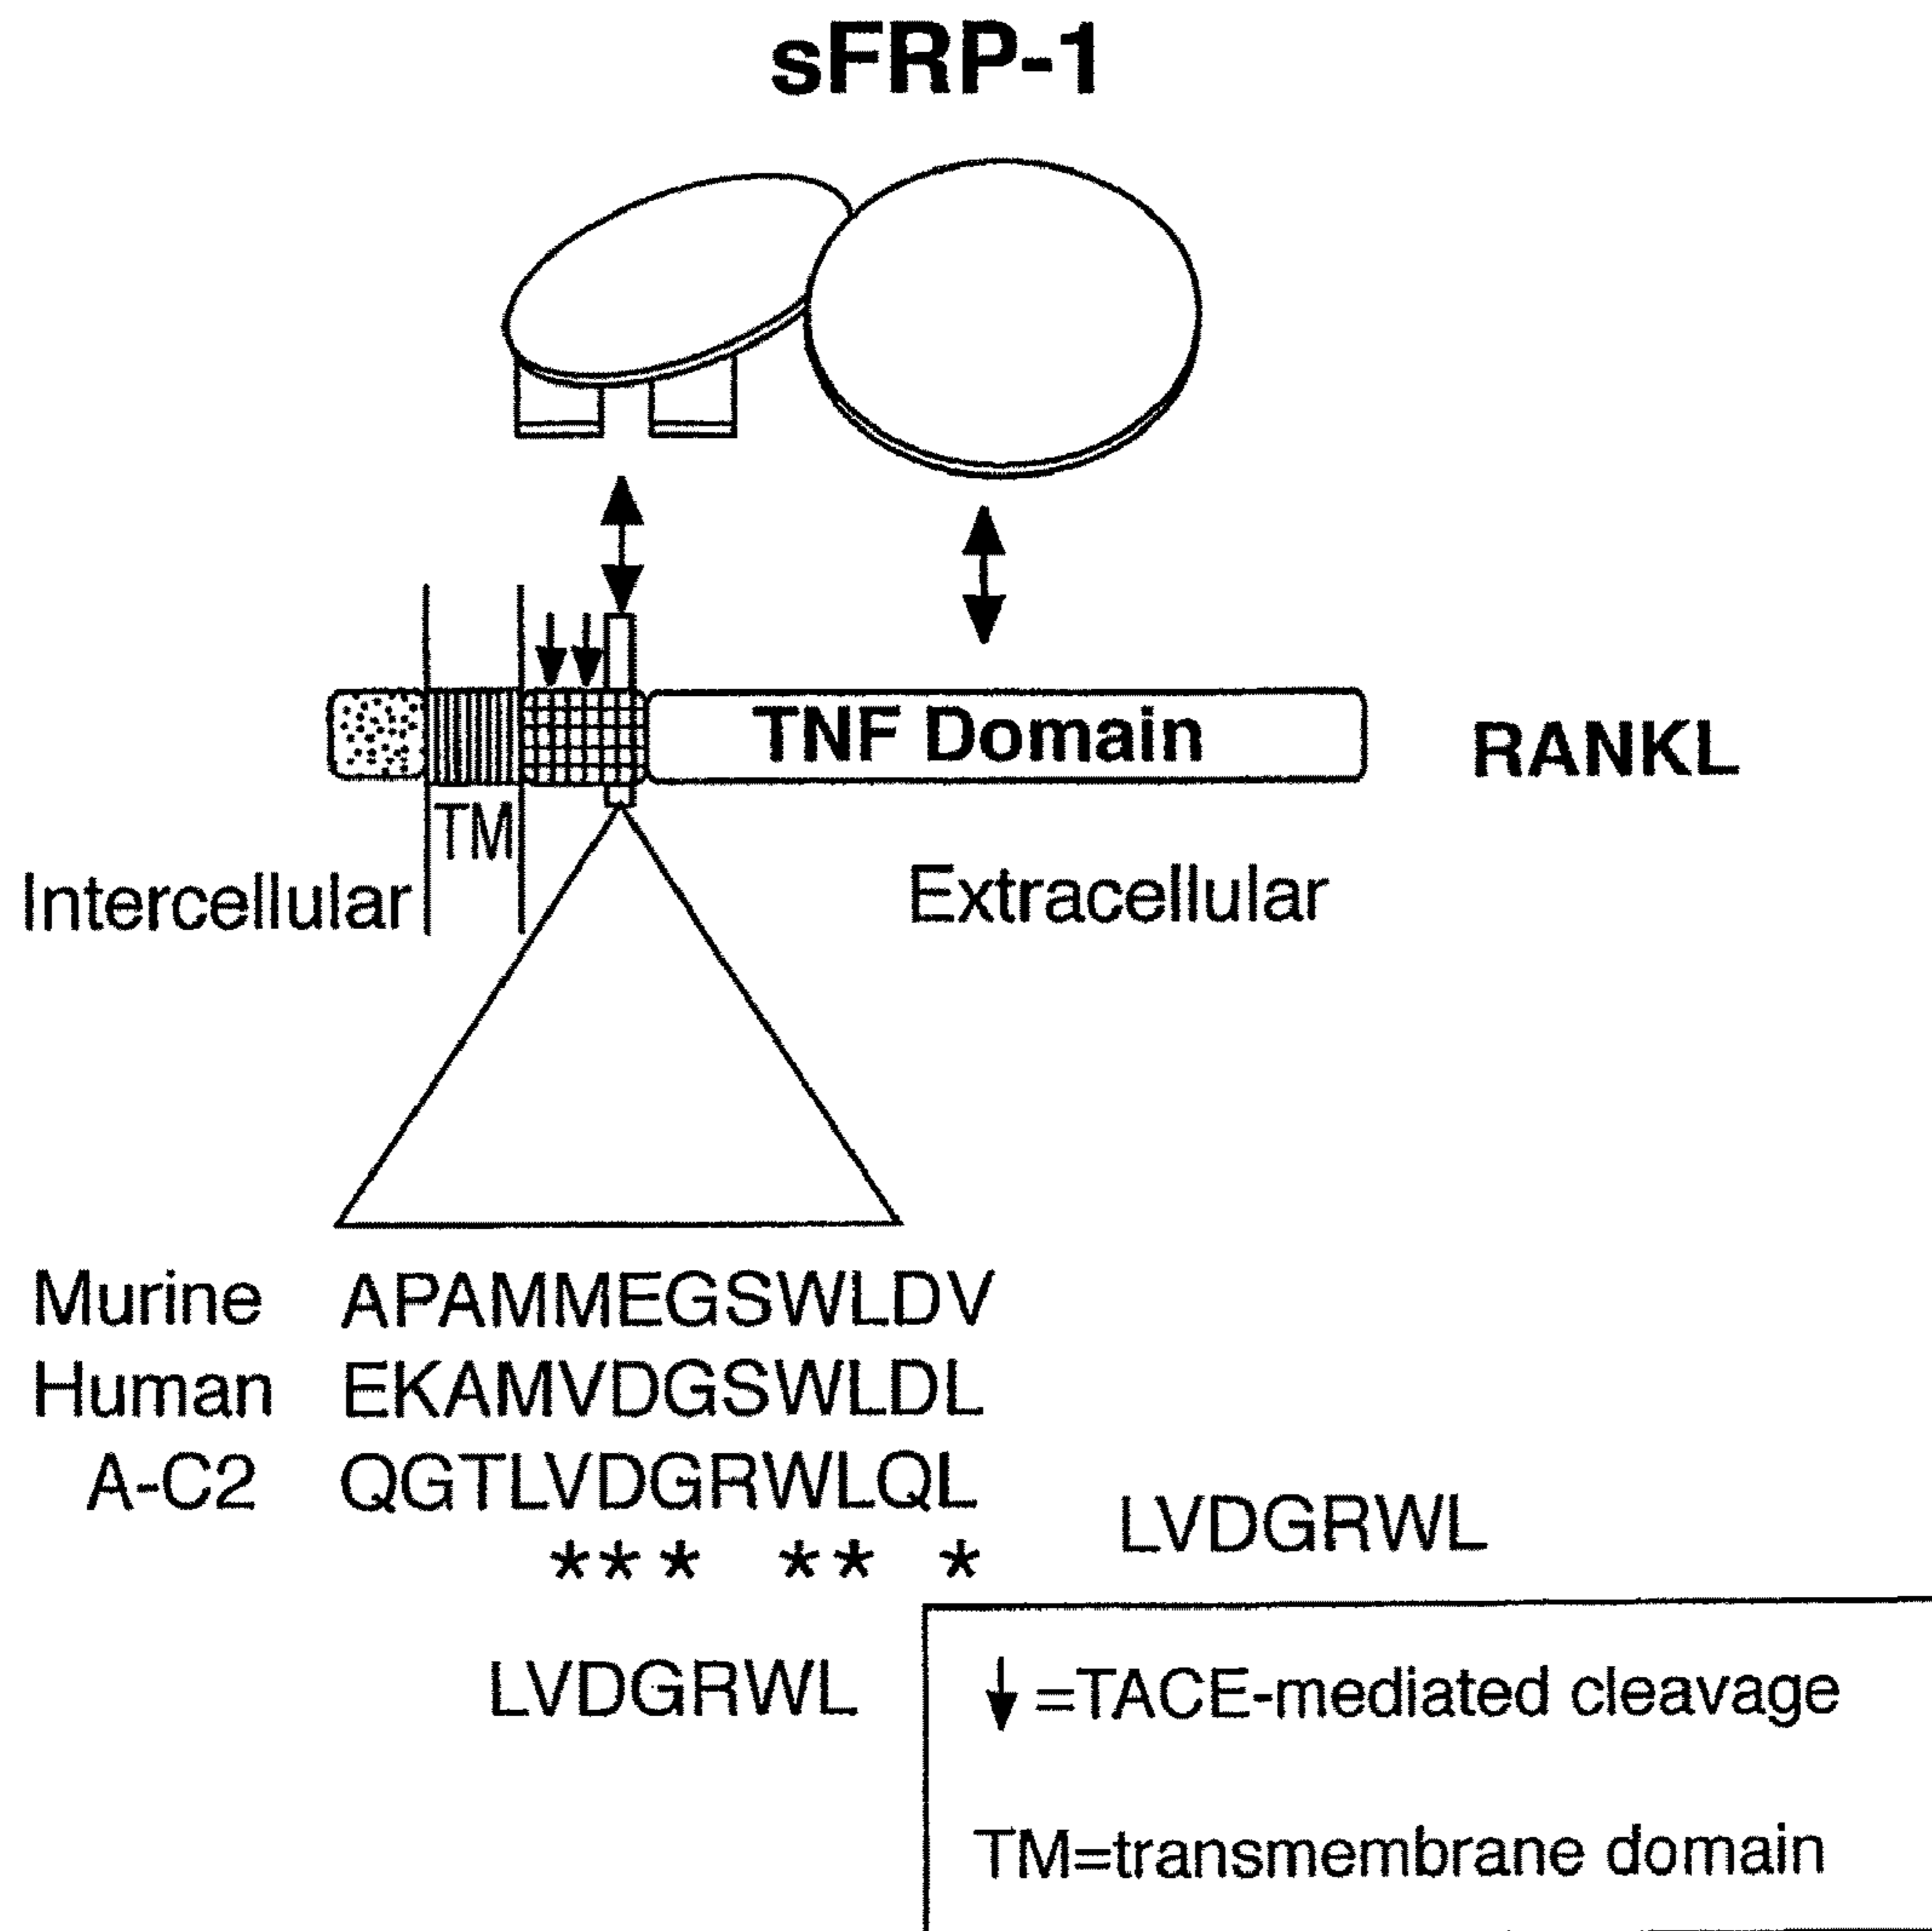 sFRP-1
TNF Domain
RANKL
TM
Intercellular
Extracellular
Murine APAMMEGSWLDV
Human EKAMVDGSWLDL
A-C2 QGTLVDGRWLQL
*** ** *
LVDGRWL
LVDGRWL
↓=TACE-mediated cleavage
TM=transmembrane domain